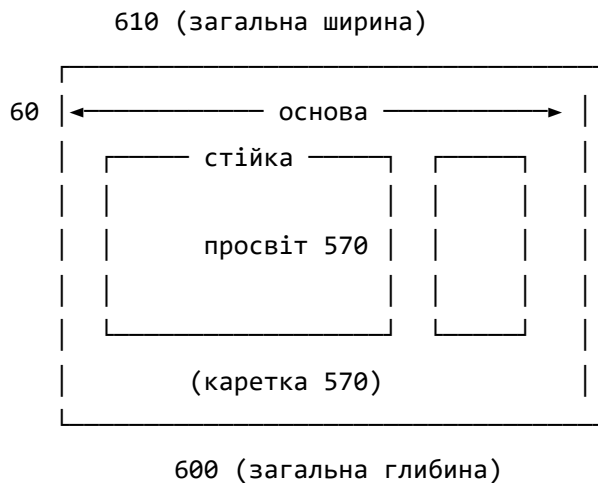 610 (загальна ширина)
60
основа
стійка
просвіт 570
(каретка 570)
600 (загальна глибина)